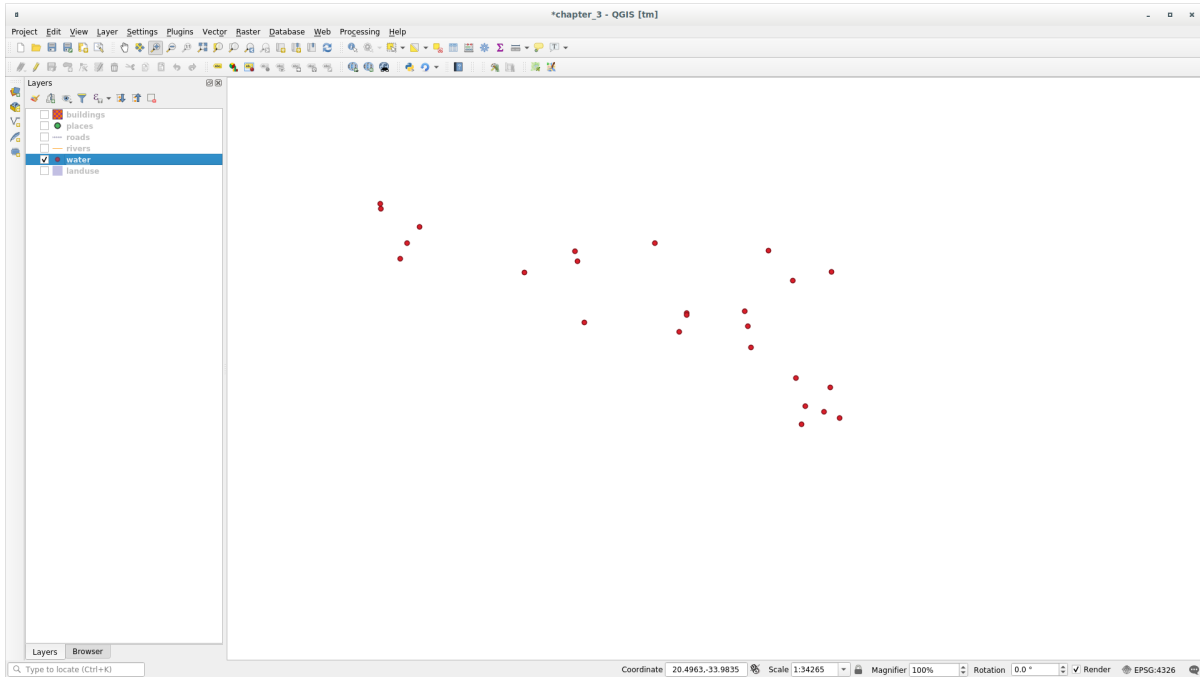 *chapter_3 - QGIS [tm]
Project Edit View Layer Settings Plugins Vector Raster Database Web Processing Help
Layers
buildings
places
roads
rivers
water
landuse
Layers Browser
Type to locate (Ctrl+K) Coordinate 20.4963,-33.9835 Scale 1:34265 Magnifier 100% Rotation 0.0 ° Render EPSG:4326